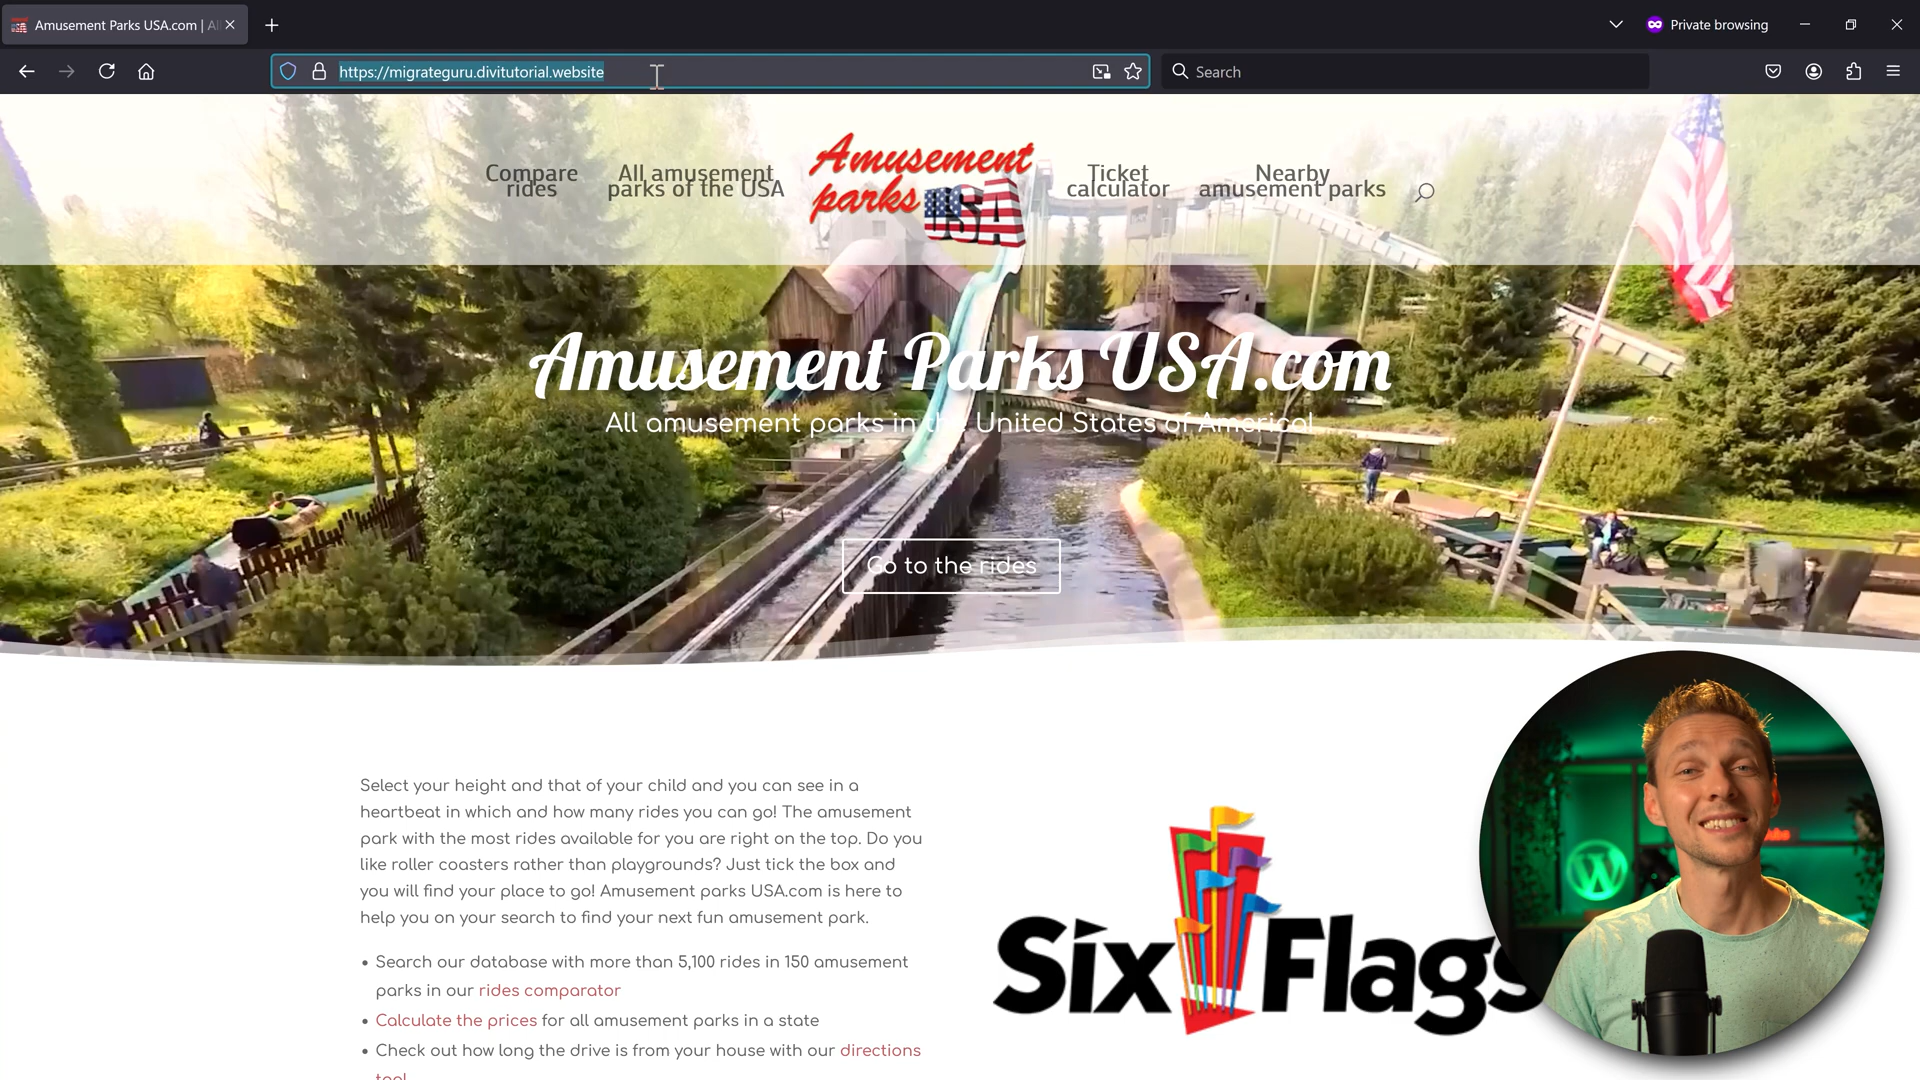 Amusement Parks USA.com | Al
Private browsing
https://migrateguru.divitutorial.website
Search
Compare
rides
All amusement
parks of the USA
Amusement
parks USA
Ticket
calculator
Nearby
amusement parks
Amusement Parks USA.com
All amusement parks in the United States of America!
Go to the rides
Select your height and that of your child and you can see in a
heartbeat in which and how many rides you can go! The amusement
park with the most rides available for you are right on the top. Do you
like roller coasters rather than playgrounds? Just tick the box and
you will find your place to go! Amusement parks USA.com is here to
help you on your search to find your next fun amusement park.
• Search our database with more than 5,100 rides in 150 amusement
parks in our rides comparator
• Calculate the prices for all amusement parks in a state
• Check out how long the drive is from your house with our directions
tool
Six Flags